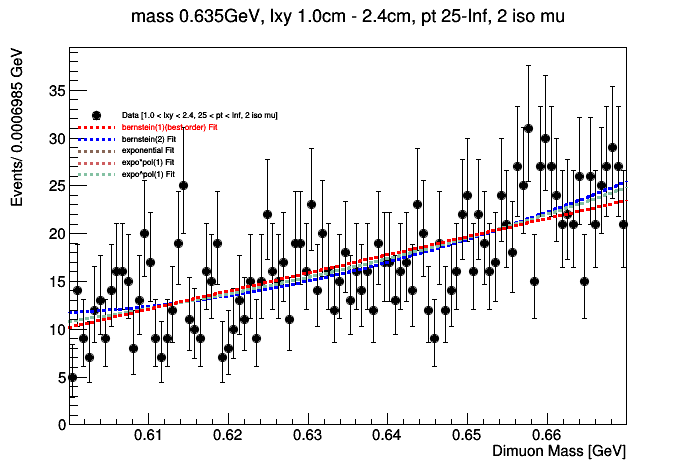 mass 0.635GeV, lxy 1.0cm - 2.4cm, pt 25-Inf, 2 iso mu
Events/ 0.0006985 GeV
35
30
25
20
15
10
5
0
Data [1.0 < lxy < 2.4, 25 < pt < Inf, 2 iso mu]
bernstein(1)(best order) Fit
bernstein(2) Fit
exponential Fit
expo*pol(1) Fit
expo^pol(1) Fit
0.61 0.62 0.63 0.64 0.65 0.66
Dimuon Mass [GeV]